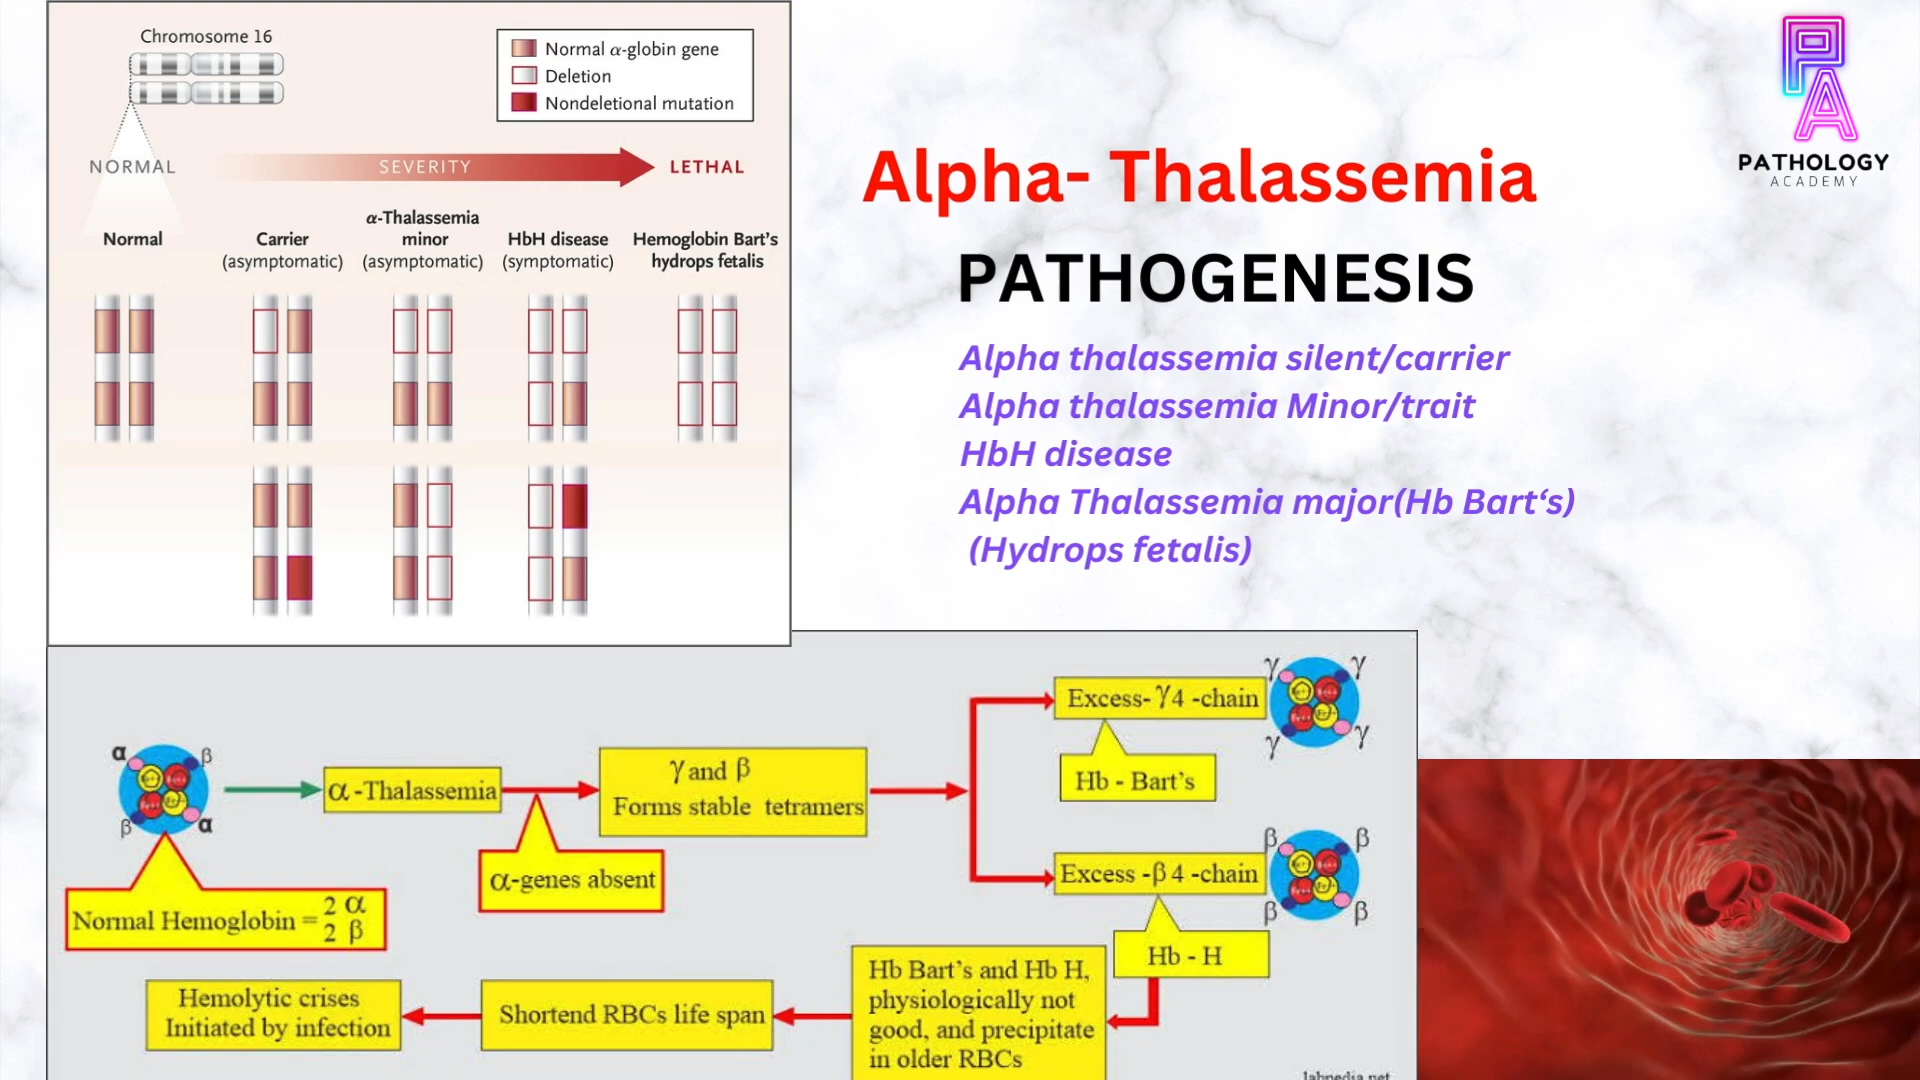 Chromosome 16
Normal α-globin gene
Deletion
Nondeletional mutation
NORMAL
SEVERITY
LETHAL
Normal
Carrier
(asymptomatic)
α-Thalassemia
minor
(asymptomatic)
HbH disease
(symptomatic)
Hemoglobin Bart's
hydrops fetalis
PA
PATHOLOGY
ACADEMY
Alpha- Thalassemia
PATHOGENESIS
Alpha thalassemia silent/carrier
Alpha thalassemia Minor/trait
HbH disease
Alpha Thalassemia major(Hb Bart‘s)
(Hydrops fetalis)
α β
β α
Normal Hemoglobin = 2 α
2 β
α -Thalassemia
α-genes absent
γ and β
Forms stable tetramers
Excess- γ4 -chain
γ γ
γ γ
Hb - Bart's
Excess -β4 -chain
β β
β β
Hb - H
Hb Bart's and Hb H,
physiologically not
good, and precipitate
in older RBCs
Shortend RBCs life span
Hemolytic crises
Initiated by infection
labpedia.net